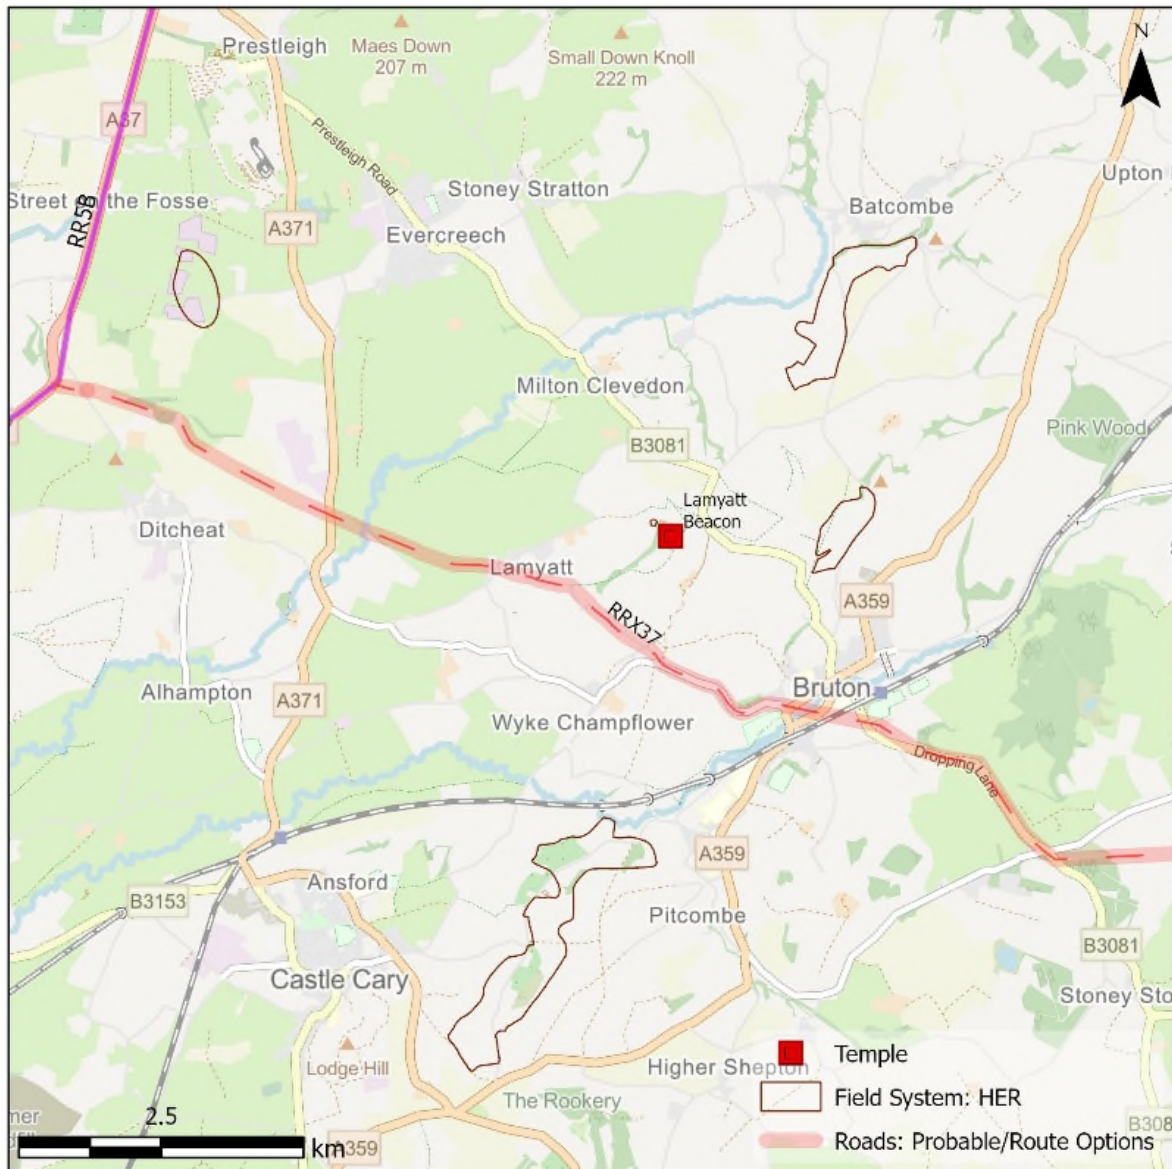 Prestleigh
Maes Down
207 m
Small Down Knoll
222 m
N
A37
Prestleigh Road
Upton
Street on the Fosse
RR5B
Stoney Stratton
Batcombe
A371
Evercreech
Milton Clevedon
Pink Wood
B3081
Lamyatt
Beacon
Ditcheat
Lamyatt
A359
RRX37
Alhampton
A371
Bruton
Wyke Champflower
Dropping Lane
A359
Ansford
B3153
Pitcombe
B3081
Castle Cary
Stoney Sto
Lodge Hill
Higher Shepton
The Rookery
Temple
Field System: HER
Roads: Probable/Route Options
2.5
km
A359
B308